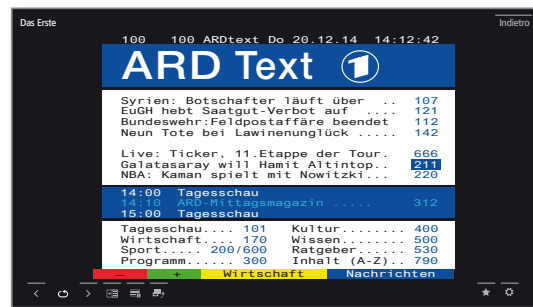 Das Erste
Indietro
100 100 ARDtext Do 20.12.14 14:12:42
ARD Text 1
Syrien: Botschafter läuft über .. 107
EuGH hebt Saatgut-Verbot auf .... 121
Bundeswehr:Feldpostaffäre beendet 112
Neun Tote bei Lawinenunglück ..... 142
Live: Ticker, 11.Etappe der Tour. 666
Galatasaray will Hamit Altintop.. 211
NBA: Kaman spielt mit Nowitzki... 220
14:00 Tagesschau
14:10 ARD-Mittagsmagazin ..... 312
15:00 Tagesschau
Tagesschau.... 101 Kultur........ 400
Wirtschaft.... 170 Wissen........ 500
Sport..... 200/600 Ratgeber...... 530
Programm...... 300 Inhalt (A-Z).. 790
– + Wirtschaft Nachrichten